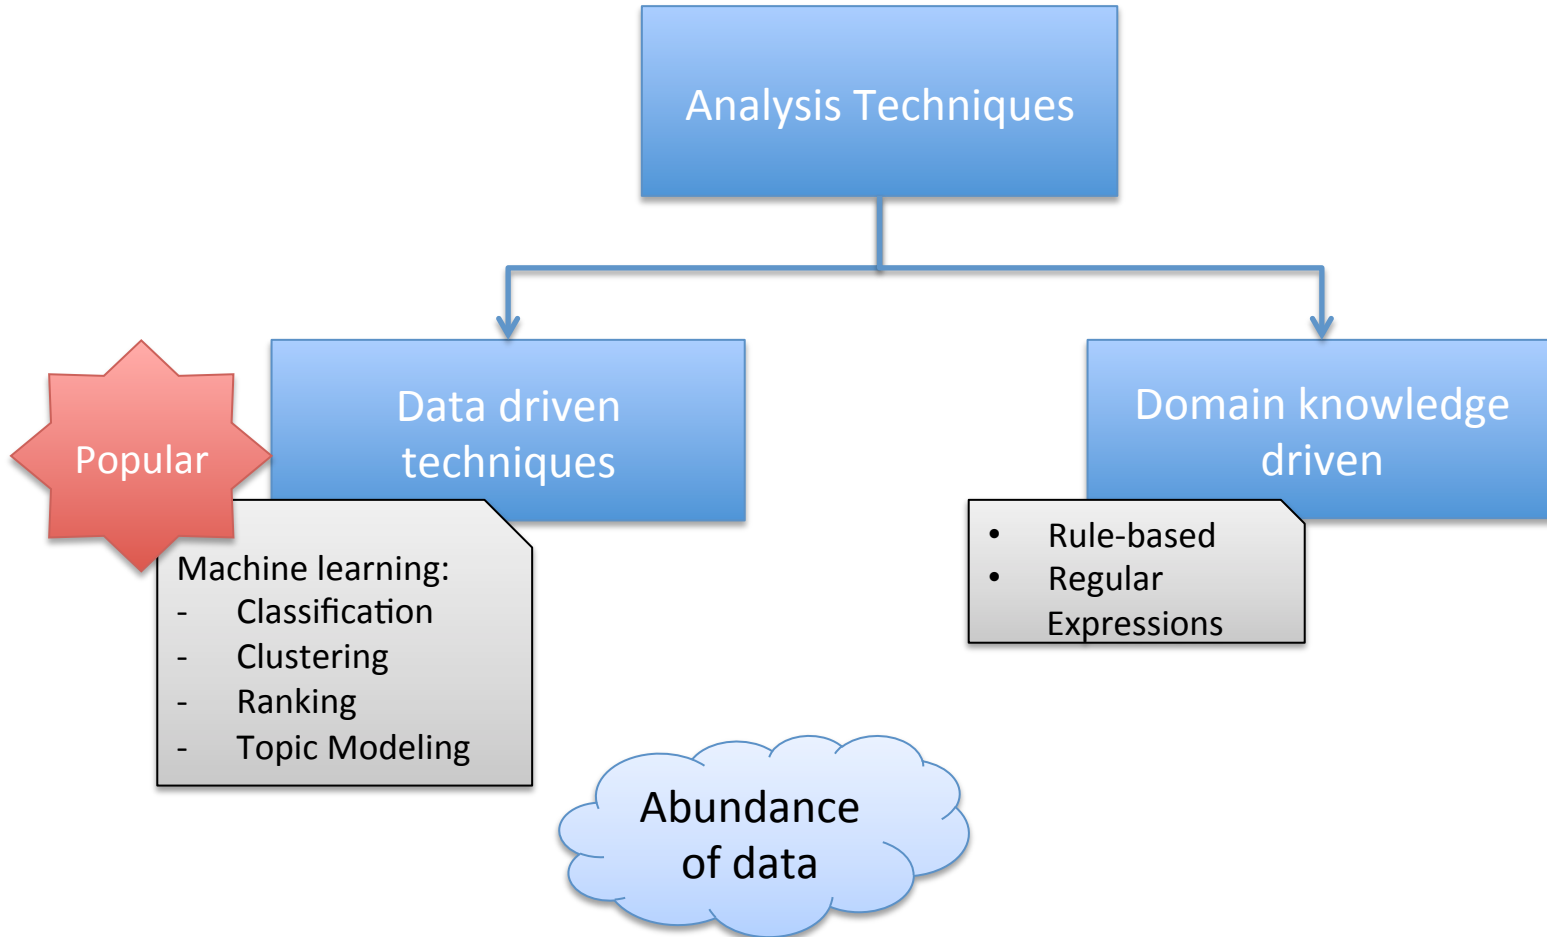 Analysis Techniques
Data driven
techniques
Popular
Machine learning:
- Classification
- Clustering
- Ranking
- Topic Modeling
Domain knowledge
driven
• Rule-based
• Regular
Expressions
Abundance
of data